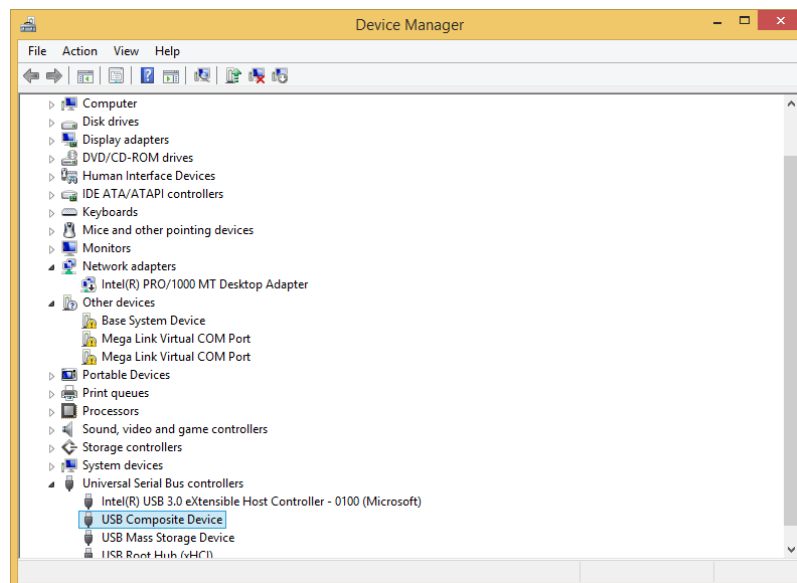 Device Manager
File Action View Help
Computer
Disk drives
Display adapters
DVD/CD-ROM drives
Human Interface Devices
IDE ATA/ATAPI controllers
Keyboards
Mice and other pointing devices
Monitors
Network adapters
Intel(R) PRO/1000 MT Desktop Adapter
Other devices
Base System Device
Mega Link Virtual COM Port
Mega Link Virtual COM Port
Portable Devices
Print queues
Processors
Sound, video and game controllers
Storage controllers
System devices
Universal Serial Bus controllers
Intel(R) USB 3.0 eXtensible Host Controller - 0100 (Microsoft)
USB Composite Device
USB Mass Storage Device
USB Root Hub (xHCI)